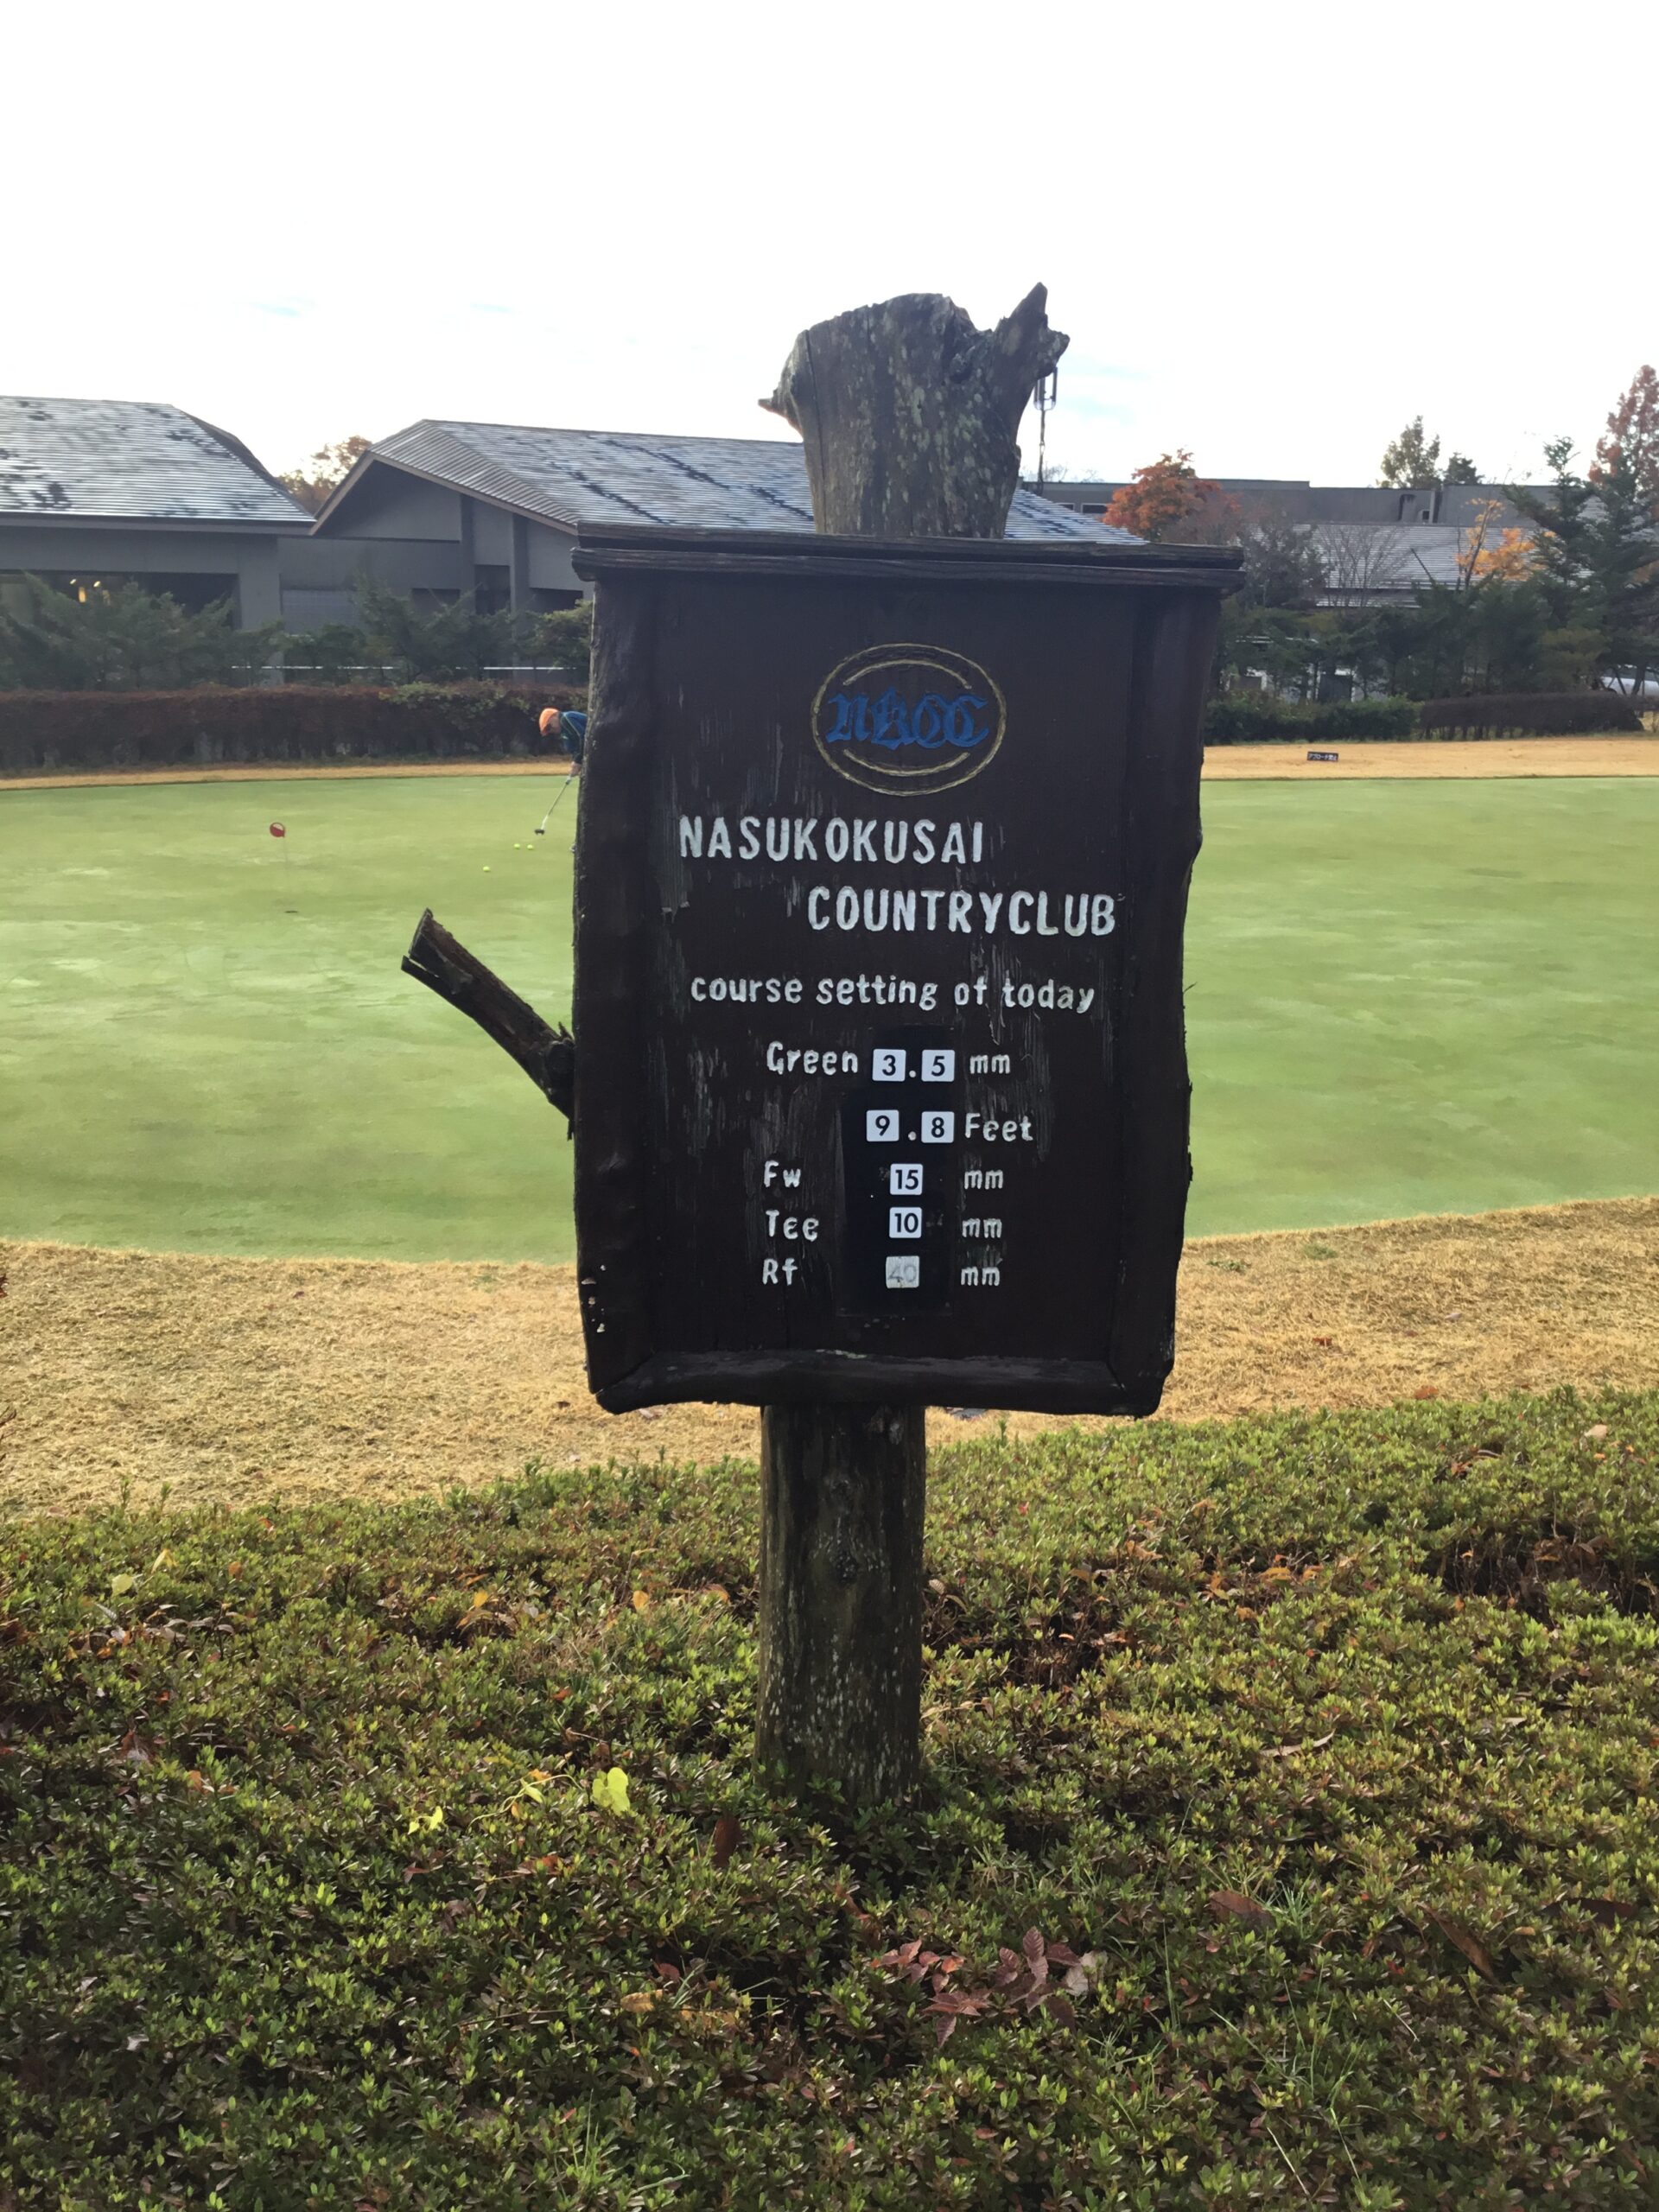 NKCC
NASUKOKUSAI
COUNTRYCLUB
course setting of today
Green 3.5 mm
9.8 Feet
Fw 15 mm
Tee 10 mm
Rf 40 mm